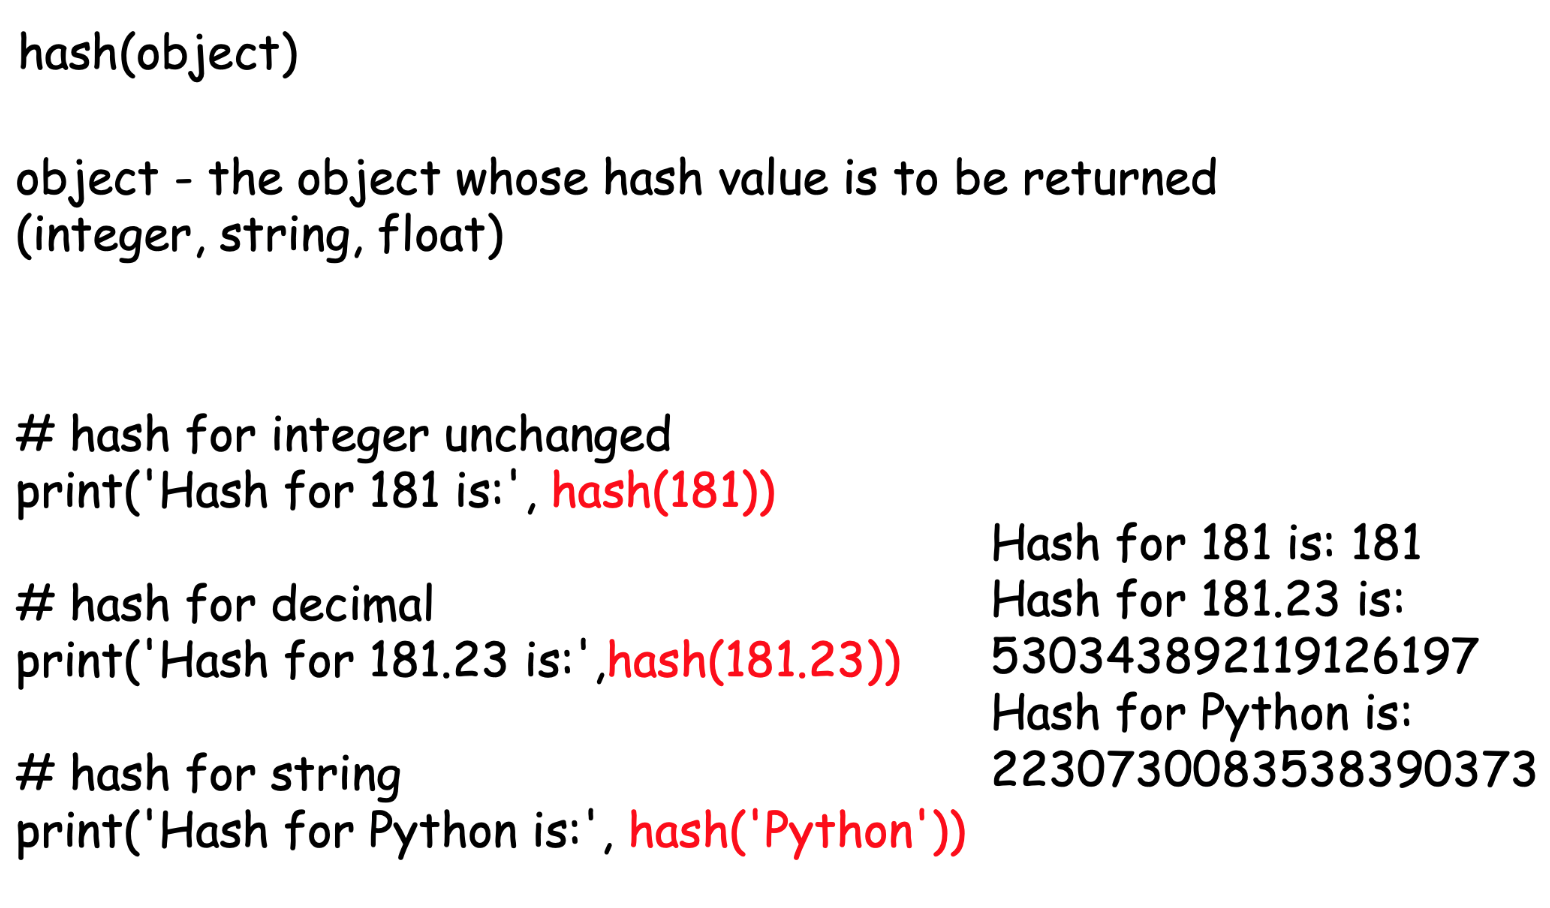 hash(object)
object - the object whose hash value is to be returned
(integer, string, float)
# hash for integer unchanged
print('Hash for 181 is:', hash(181))
# hash for decimal
print('Hash for 181.23 is:',hash(181.23))
# hash for string
print('Hash for Python is:', hash('Python'))
Hash for 181 is: 181
Hash for 181.23 is:
530343892119126197
Hash for Python is:
2230730083538390373